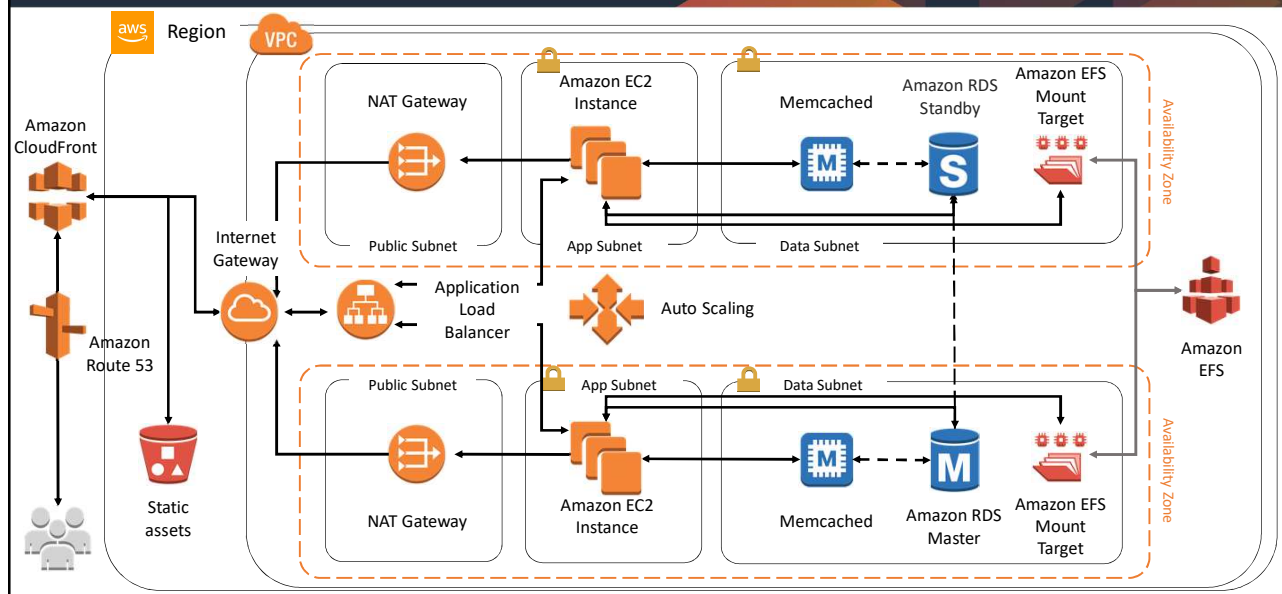 aws
Region
VPC
NAT Gateway
Amazon EC2
Instance
Memcached
Amazon RDS
Standby
Amazon EFS
Mount
Target
Availability Zone
Amazon
CloudFront
M
S
Internet
Gateway
Public Subnet
App Subnet
Data Subnet
Application
Load
Balancer
Auto Scaling
Amazon
Route 53
Amazon
EFS
Public Subnet
App Subnet
Data Subnet
Availability Zone
M
M
Static
assets
NAT Gateway
Amazon EC2
Instance
Memcached
Amazon RDS
Master
Amazon EFS
Mount
Target